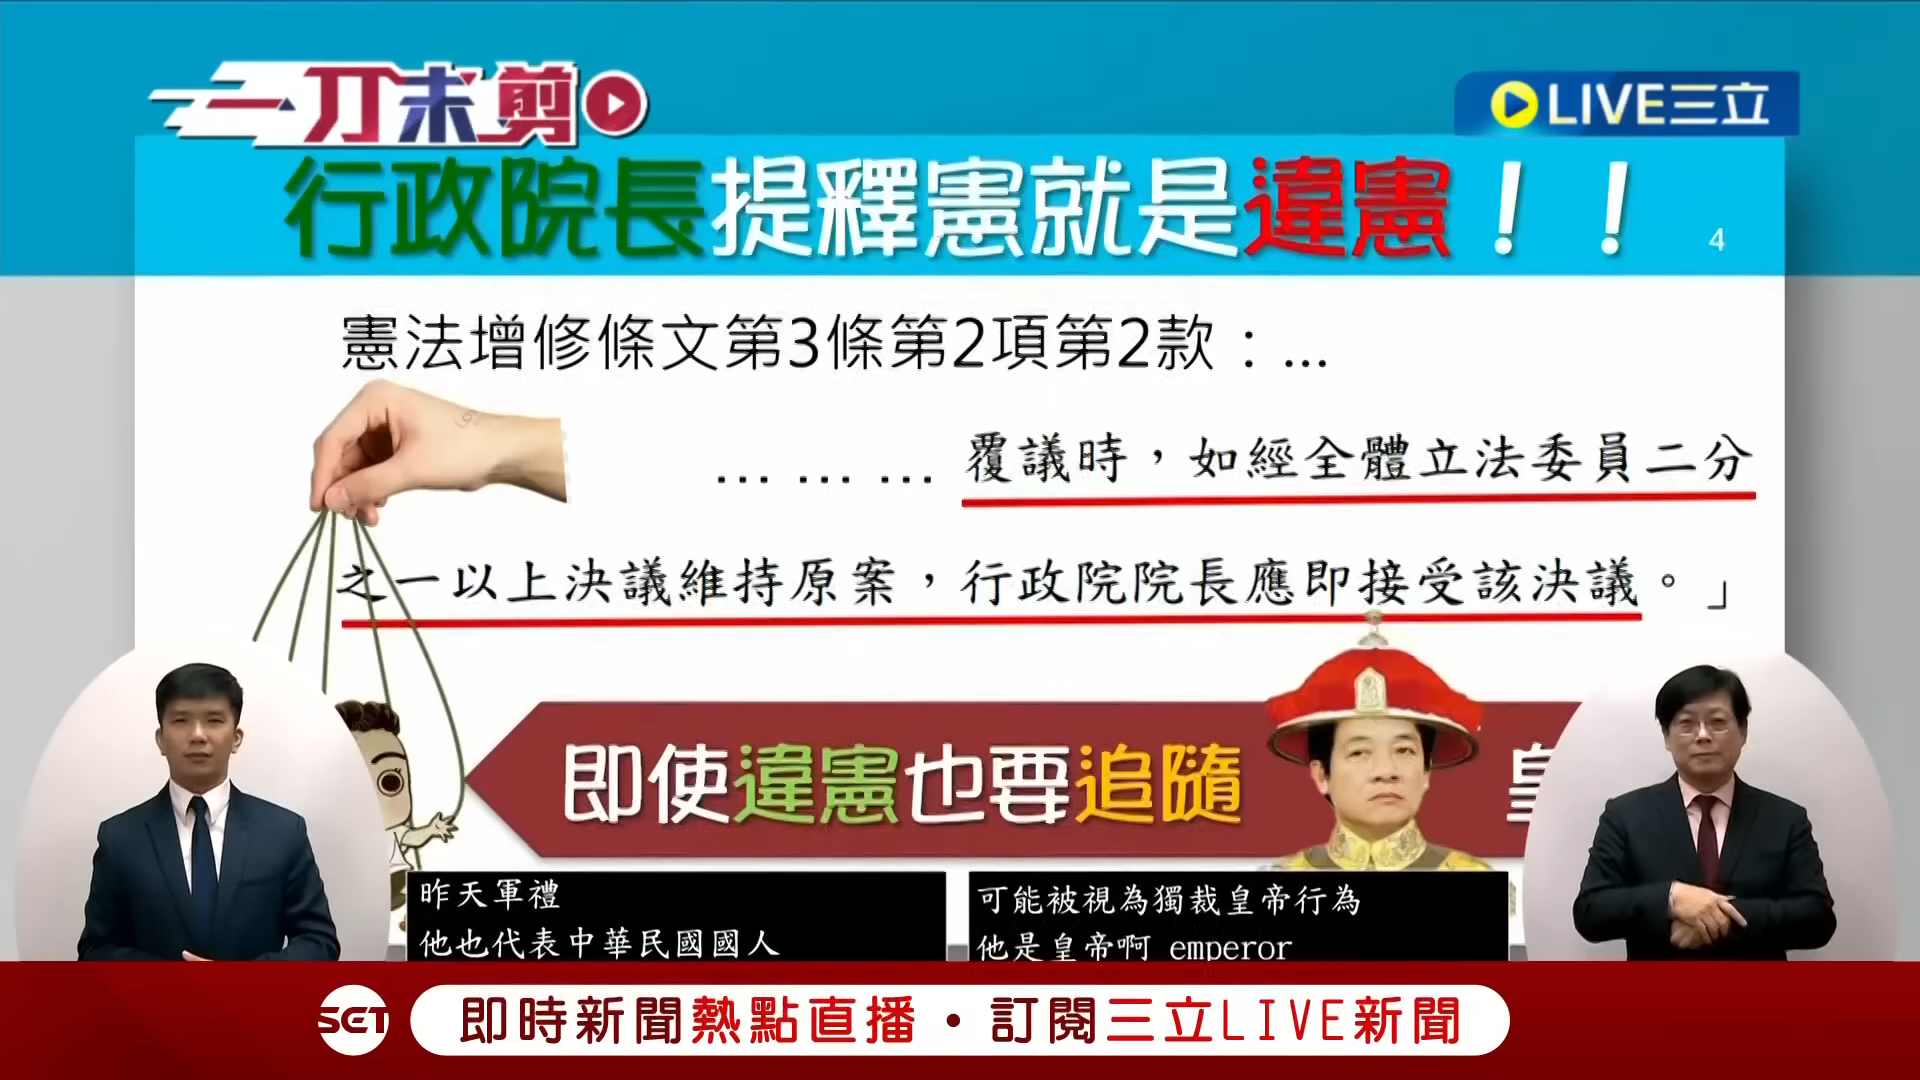 一刀未剪
LIVE三立
行政院長提釋憲就是違憲！！
4
憲法增修條文第3條第2項第2款：...
... ... ... 覆議時，如經全體立法委員二分
之一以上決議維持原案，行政院院長應即接受該決議。」
即使違憲也要追隨
昨天軍禮
他也代表中華民國國人
可能被視為獨裁皇帝行為
他是皇帝啊 emperor
SET
即時新聞熱點直播・訂閱三立LIVE新聞